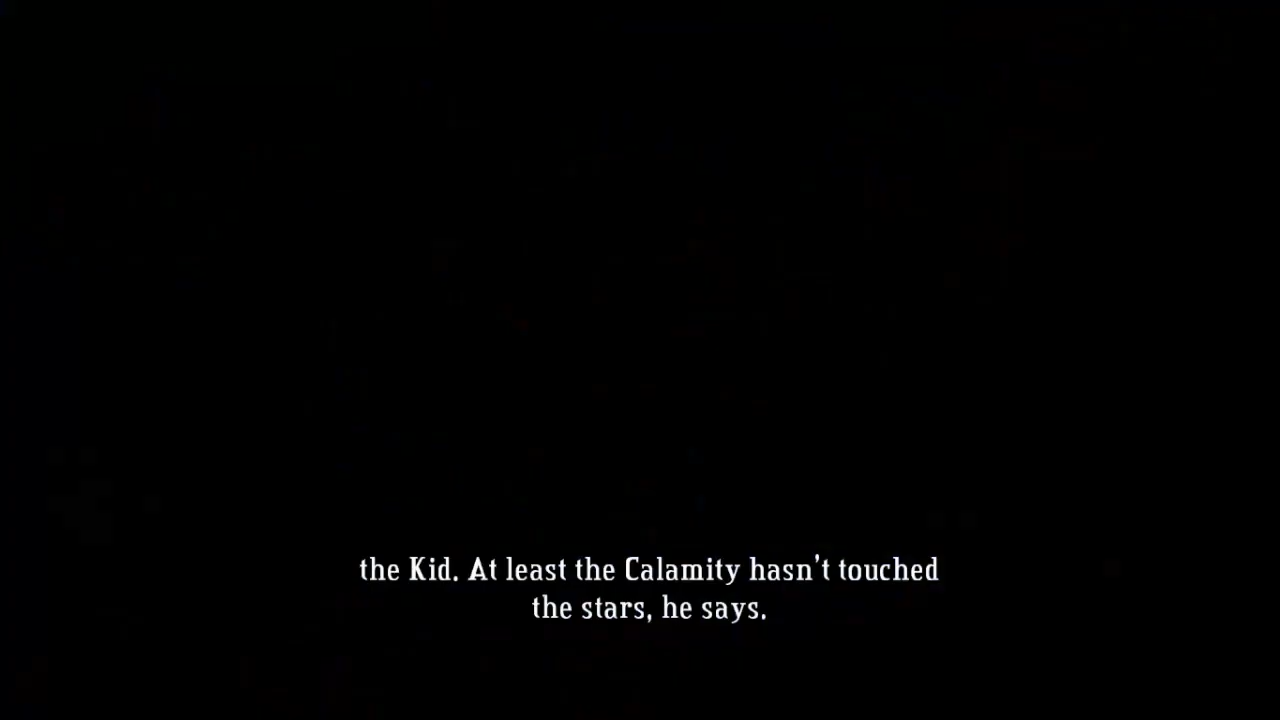 the Kid. At least the Calamity hasn't touched
the stars, he says.